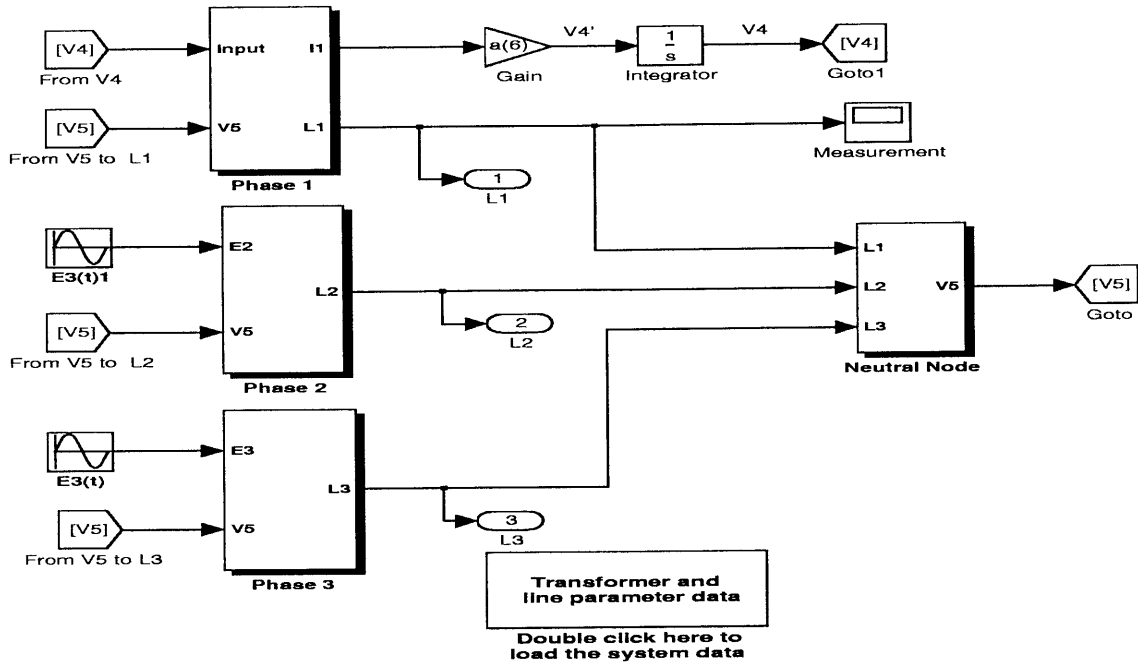 [V4]
From V4
Input
I1
a(6)
Gain
V4'
1
s
Integrator
V4
[V4]
Goto1
[V5]
From V5 to L1
V5
L1
Phase 1
Measurement
1
L1
E3(t)1
E2
L2
[V5]
From V5 to L2
V5
Phase 2
2
L2
L1
L2
L3
V5
Neutral Node
[V5]
Goto
E3(t)
E3
L3
[V5]
From V5 to L3
V5
Phase 3
3
L3
Transformer and
line parameter data
Double click here to
load the system data